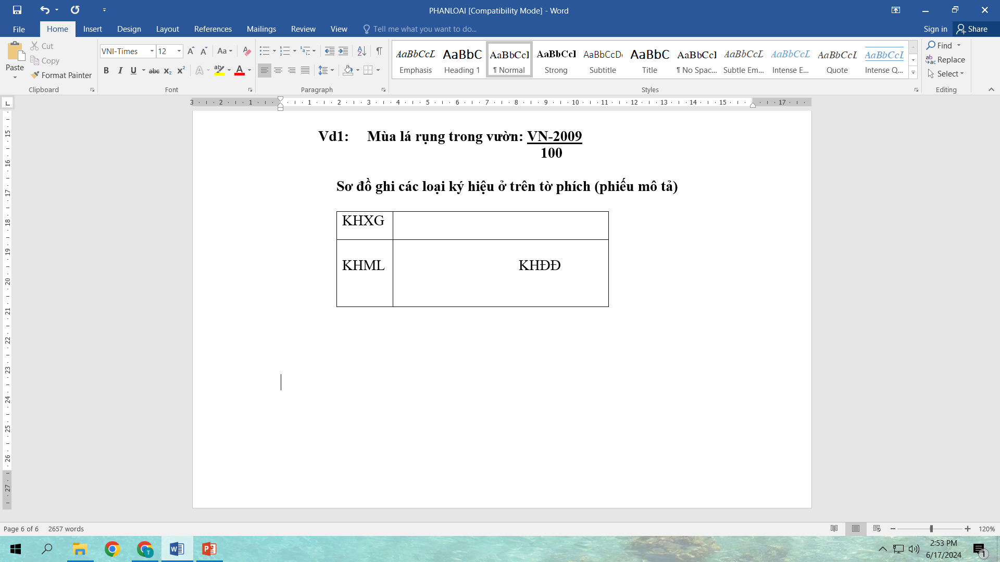 PHANLOAI [Compatibility Mode] - Word
File Home Insert Design Layout References Mailings Review View Tell me what you want to do... Sign in Share
Paste
Cut
Copy
Format Painter
Clipboard
VNI-Times 12
Font
Paragraph
AaBbCcL AaBbC AaBbCcI AaBbCcI AaBbCcDc AaBbC AaBbCcI AaBbCcL AaBbCcL AaBbCcL AaBbCcL
Emphasis Heading 1 ¶ Normal Strong Subtitle Title ¶ No Spac... Subtle Em... Intense E... Quote Intense Q...
Styles
Find
Replace
Select
Editing
3 2 1 1 2 3 4 5 6 7 8 9 10 11 12 13 14 15 17
15
16
17
18
19
20
21
22
23
24
25
26
27
Vd1: Mùa lá rụng trong vườn: VN-2009
100
Sơ đồ ghi các loại ký hiệu ở trên tờ phích (phiếu mô tả)
KHXG
KHML KHĐĐ
Page 6 of 6 2657 words
120%
2:53 PM
6/17/2024
1